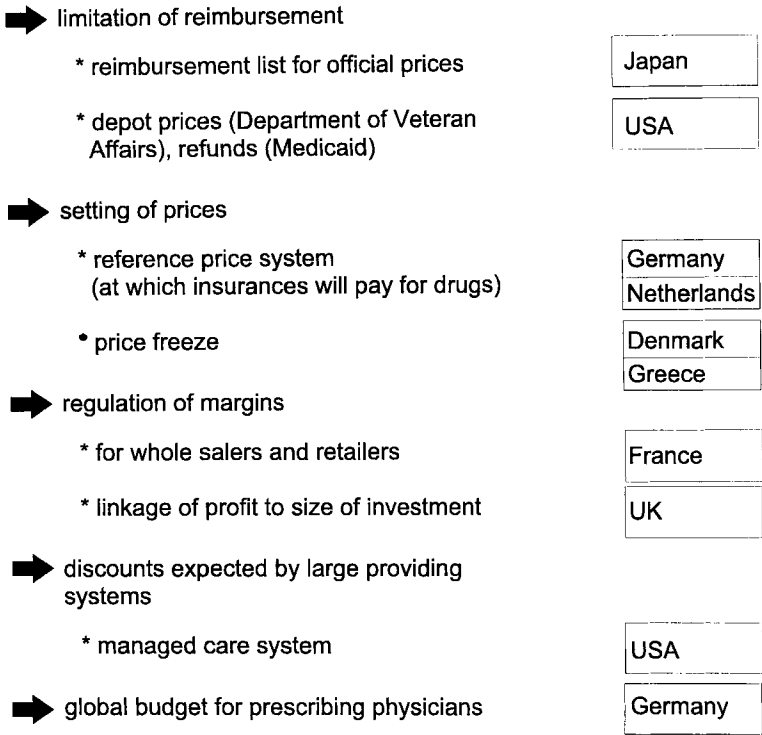 limitation of reimbursement
* reimbursement list for official prices
Japan
* depot prices (Department of Veteran
Affairs), refunds (Medicaid)
USA
setting of prices
* reference price system
(at which insurances will pay for drugs)
Germany
Netherlands
* price freeze
Denmark
Greece
regulation of margins
* for whole salers and retailers
France
* linkage of profit to size of investment
UK
discounts expected by large providing
systems
* managed care system
USA
global budget for prescribing physicians
Germany